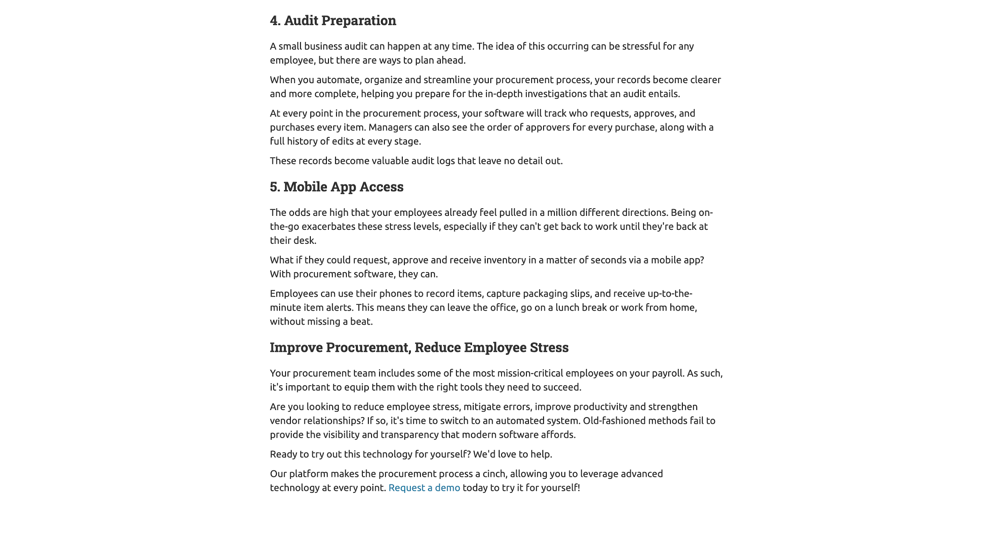 4. Audit Preparation
A small business audit can happen at any time. The idea of this occurring can be stressful for any
employee, but there are ways to plan ahead.
When you automate, organize and streamline your procurement process, your records become clearer
and more complete, helping you prepare for the in-depth investigations that an audit entails.
At every point in the procurement process, your software will track who requests, approves, and
purchases every item. Managers can also see the order of approvers for every purchase, along with a
full history of edits at every stage.
These records become valuable audit logs that leave no detail out.
5. Mobile App Access
The odds are high that your employees already feel pulled in a million different directions. Being on-
the-go exacerbates these stress levels, especially if they can't get back to work until they're back at
their desk.
What if they could request, approve and receive inventory in a matter of seconds via a mobile app?
With procurement software, they can.
Employees can use their phones to record items, capture packaging slips, and receive up-to-the-
minute item alerts. This means they can leave the office, go on a lunch break or work from home,
without missing a beat.
Improve Procurement, Reduce Employee Stress
Your procurement team includes some of the most mission-critical employees on your payroll. As such,
it's important to equip them with the right tools they need to succeed.
Are you looking to reduce employee stress, mitigate errors, improve productivity and strengthen
vendor relationships? If so, it's time to switch to an automated system. Old-fashioned methods fail to
provide the visibility and transparency that modern software affords.
Ready to try out this technology for yourself? We'd love to help.
Our platform makes the procurement process a cinch, allowing you to leverage advanced
technology at every point. Request a demo today to try it for yourself!